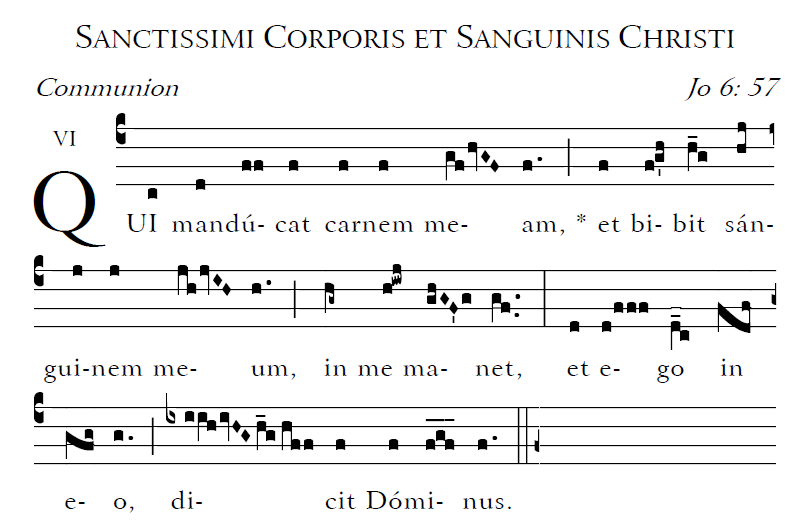 SANCTISSIMI CORPORIS ET SANGUINIS CHRISTI
Communion Jo 6: 57
VI
QUI mandú- cat carnem me- am, * et bi- bit sán-
gui-nem me- um, in me ma- net, et e- go in
e- o, di- cit Dómi- nus.